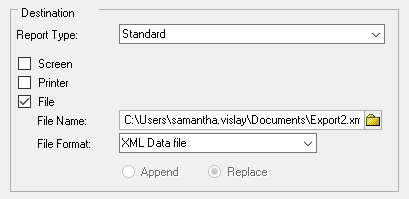 Destination
Report Type: Standard
Screen
Printer
File
File Name: C:\Users\samantha.vislay\Documents\Export2.xm
File Format: XML Data file
Append Replace